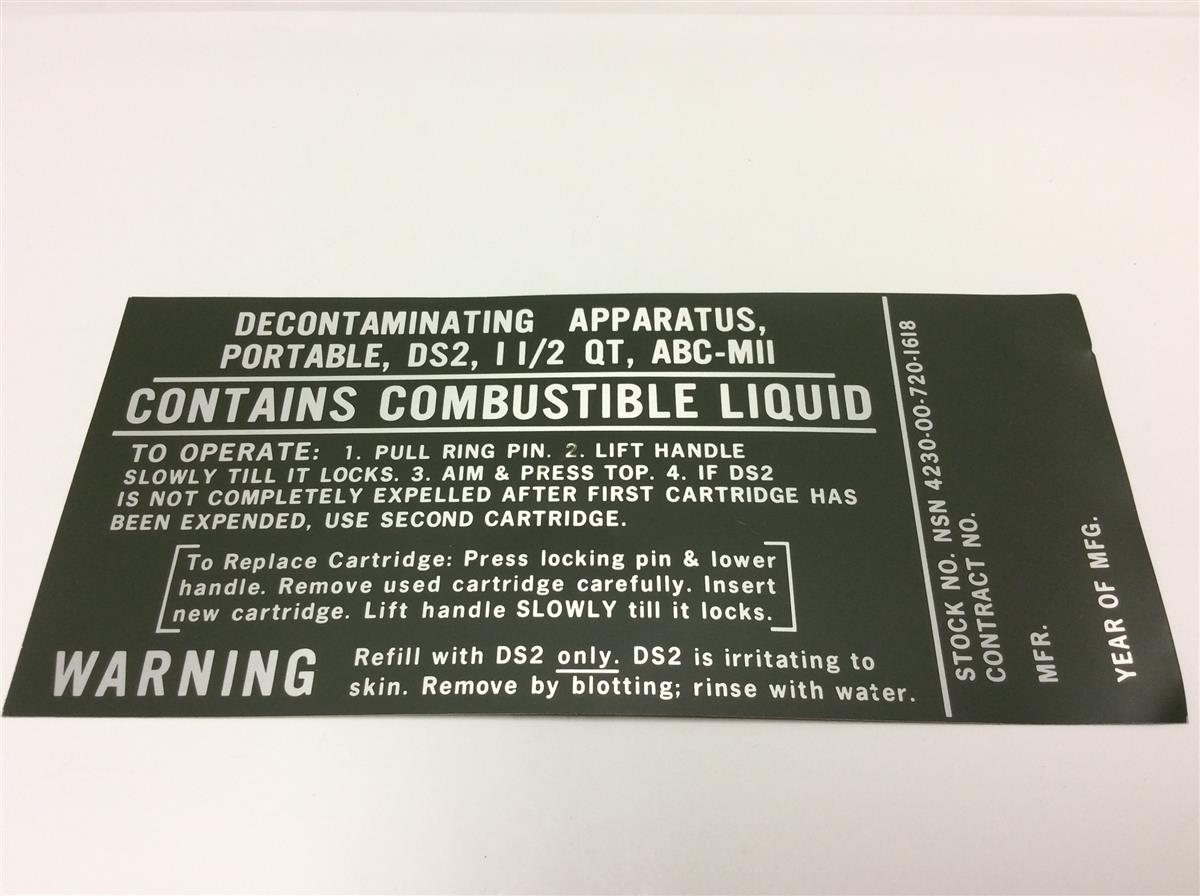 DECONTAMINATING APPARATUS,
PORTABLE, DS2, 1 1/2 QT, ABC-M11
CONTAINS COMBUSTIBLE LIQUID
TO OPERATE: 1. PULL RING PIN. 2. LIFT HANDLE
SLOWLY TILL IT LOCKS. 3. AIM & PRESS TOP. 4. IF DS2
IS NOT COMPLETELY EXPELLED AFTER FIRST CARTRIDGE HAS
BEEN EXPENDED, USE SECOND CARTRIDGE.
To Replace Cartridge: Press locking pin & lower
handle. Remove used cartridge carefully. Insert
new cartridge. Lift handle SLOWLY till it locks.
WARNING
Refill with DS2 only. DS2 is irritating to
skin. Remove by blotting; rinse with water.
STOCK NO. NSN 4230-00-720-1618
CONTRACT NO.
MFR.
YEAR OF MFG.